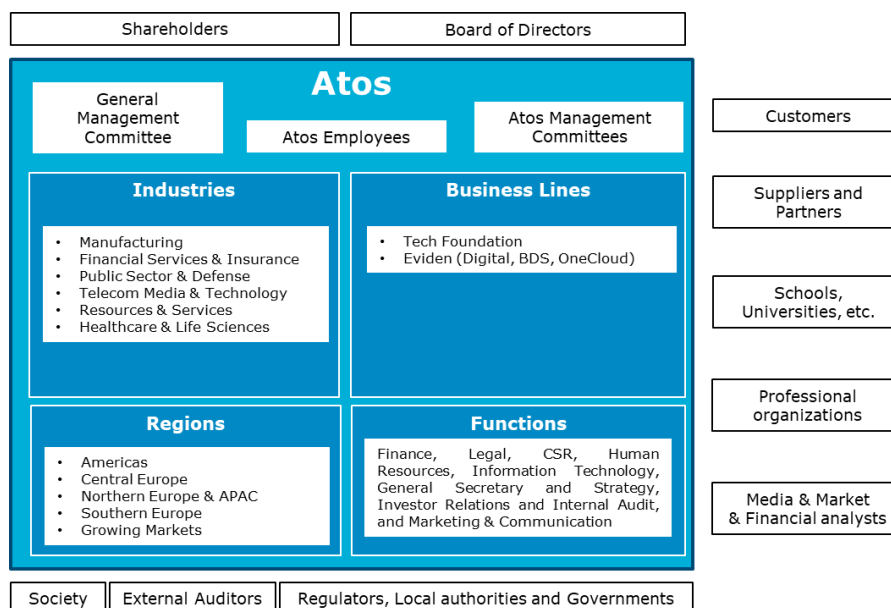 Shareholders
Board of Directors
Atos
General
Management
Committee
Atos Employees
Atos Management
Committees
Industries
• Manufacturing
• Financial Services & Insurance
• Public Sector & Defense
• Telecom Media & Technology
• Resources & Services
• Healthcare & Life Sciences
Business Lines
• Tech Foundation
• Eviden (Digital, BDS, OneCloud)
Regions
• Americas
• Central Europe
• Northern Europe & APAC
• Southern Europe
• Growing Markets
Functions
Finance, Legal, CSR, Human
Resources, Information Technology,
General Secretary and Strategy,
Investor Relations and Internal Audit,
and Marketing & Communication
Customers
Suppliers and
Partners
Schools,
Universities, etc.
Professional
organizations
Media & Market
& Financial analysts
Society
External Auditors
Regulators, Local authorities and Governments